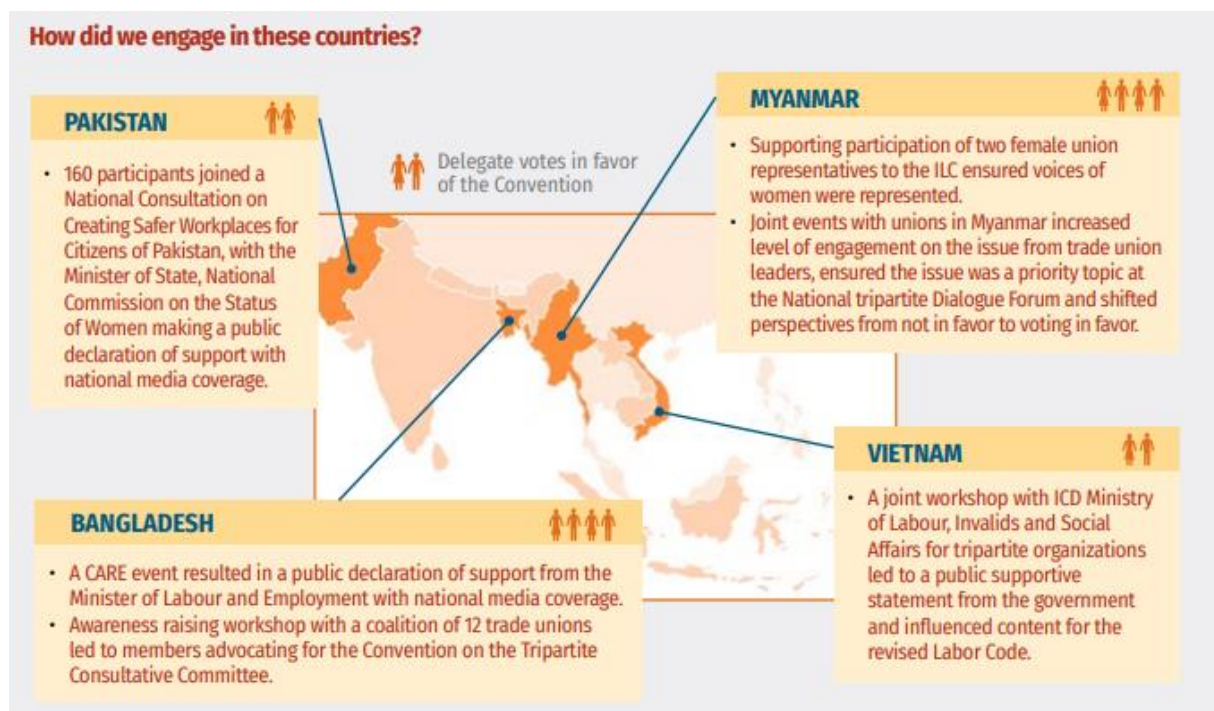 How did we engage in these countries?
PAKISTAN
• 160 participants joined a
National Consultation on
Creating Safer Workplaces for
Citizens of Pakistan, with the
Minister of State, National
Commission on the Status
of Women making a public
declaration of support with
national media coverage.
Delegate votes in favor
of the Convention
MYANMAR
• Supporting participation of two female union
representatives to the ILC ensured voices of
women were represented.
• Joint events with unions in Myanmar increased
level of engagement on the issue from trade union
leaders, ensured the issue was a priority topic at
the National tripartite Dialogue Forum and shifted
perspectives from not in favor to voting in favor.
BANGLADESH
• A CARE event resulted in a public declaration of support from the
Minister of Labour and Employment with national media coverage.
• Awareness raising workshop with a coalition of 12 trade unions
led to members advocating for the Convention on the Tripartite
Consultative Committee.
VIETNAM
• A joint workshop with ICD Ministry
of Labour, Invalids and Social
Affairs for tripartite organizations
led to a public supportive
statement from the government
and influenced content for the
revised Labor Code.